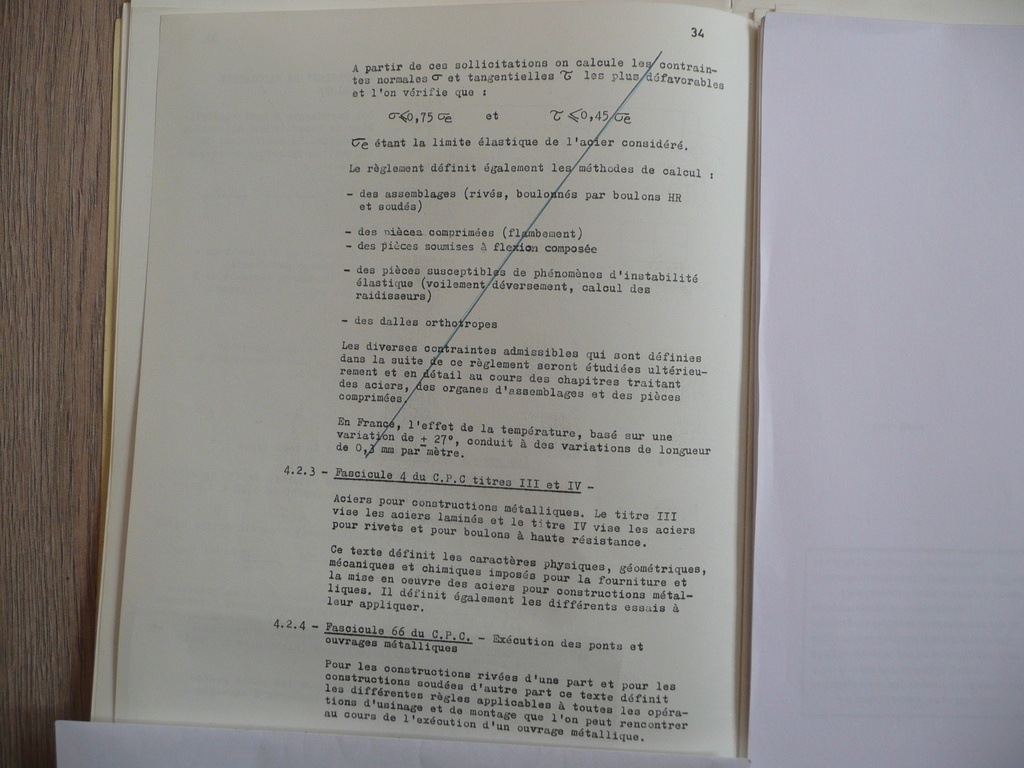 34
A partir de ces sollicitations on calcule les contrain-
tes normales σ et tangentielles τ les plus défavorables
et l'on vérifie que :
σ⩽0,75 σe et τ ⩽0,45 σe
σe étant la limite élastique de l'acier considéré.
Le règlement définit également les méthodes de calcul :
- des assemblages (rivés, boulonnés par boulons HR
et soudés)
- des pièces comprimées (flambement)
- des pièces soumises à flexion composée
- des pièces susceptibles de phénomènes d'instabilité
élastique (voilement déversement, calcul des
raidisseurs)
- des dalles orthotropes
Les diverses contraintes admissibles qui sont définies
dans la suite de ce règlement seront étudiées ultérieu-
rement et en détail au cours des chapitres traitant
des aciers, des organes d'assemblages et des pièces
comprimées.
En France, l'effet de la température, basé sur une
variation de ± 27°, conduit à des variations de longueur
de 0,3 mm par mètre.
4.2.3 - Fascicule 4 du C.P.C titres III et IV -
Aciers pour constructions métalliques. Le titre III
vise les aciers laminés et le titre IV vise les aciers
pour rivets et pour boulons à haute résistance.
Ce texte définit les caractères physiques, géométriques,
mécaniques et chimiques imposés pour la fourniture et
la mise en oeuvre des aciers pour constructions métal-
liques. Il définit également les différents essais à
leur appliquer.
4.2.4 - Fascicule 66 du C.P.C. - Exécution des ponts et
ouvrages métalliques
Pour les constructions rivées d'une part et pour les
constructions soudées d'autre part ce texte définit
les différentes règles applicables à toutes les opéra-
tions d'usinage et de montage que l'on peut rencontrer
au cours de l'exécution d'un ouvrage métallique.